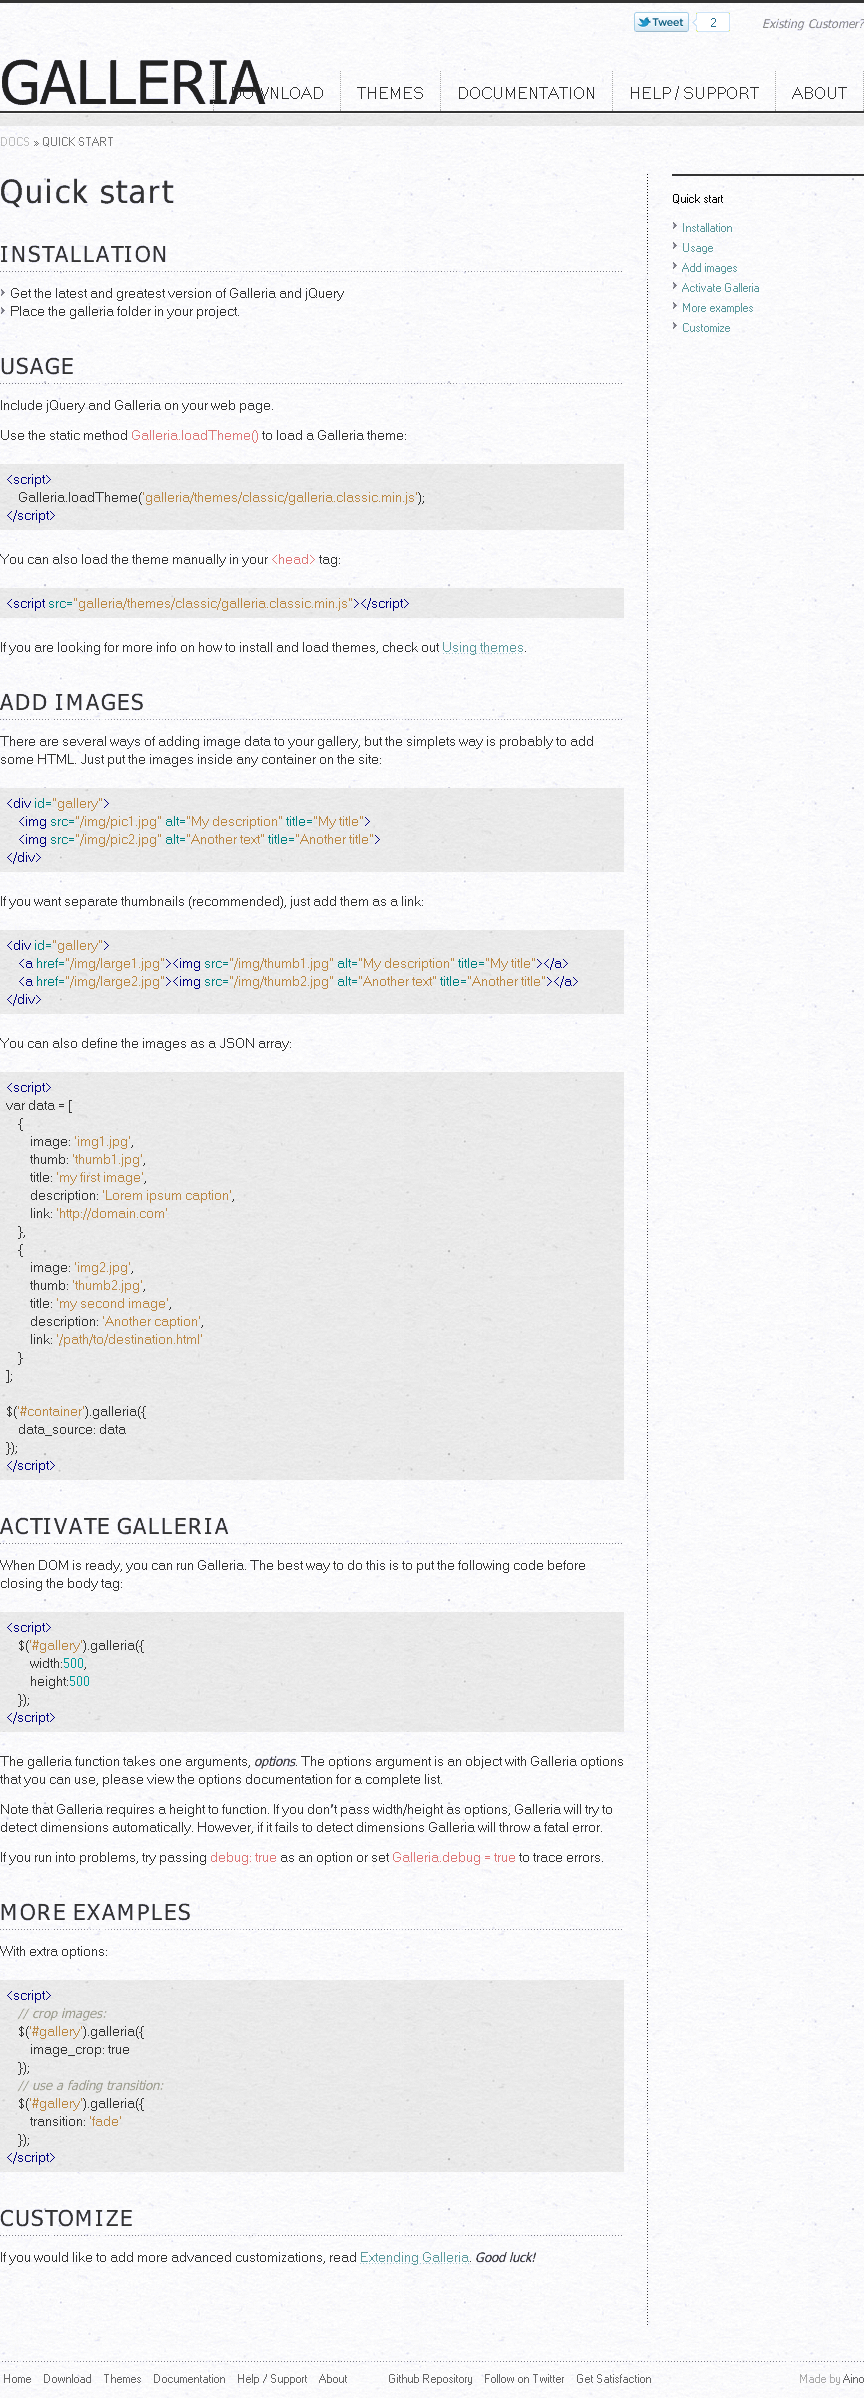 Tweet 2 Existing Customer?
GALLERIA
DOWNLOAD THEMES DOCUMENTATION HELP / SUPPORT ABOUT
DOCS » QUICK START
Quick start
INSTALLATION
Get the latest and greatest version of Galleria and jQuery
Place the galleria folder in your project.
USAGE
Include jQuery and Galleria on your web page.
Use the static method Galleria.loadTheme() to load a Galleria theme:
<script>
Galleria.loadTheme('galleria/themes/classic/galleria.classic.min.js');
</script>
You can also load the theme manually in your <head> tag:
<script src="galleria/themes/classic/galleria.classic.min.js"></script>
If you are looking for more info on how to install and load themes, check out Using themes.
ADD IMAGES
There are several ways of adding image data to your gallery, but the simplets way is probably to add
some HTML. Just put the images inside any container on the site:
<div id="gallery">
<img src="/img/pic1.jpg" alt="My description" title="My title">
<img src="/img/pic2.jpg" alt="Another text" title="Another title">
</div>
If you want separate thumbnails (recommended), just add them as a link:
<div id="gallery">
<a href="/img/large1.jpg"><img src="/img/thumb1.jpg" alt="My description" title="My title"></a>
<a href="/img/large2.jpg"><img src="/img/thumb2.jpg" alt="Another text" title="Another title"></a>
</div>
You can also define the images as a JSON array:
<script>
var data = [
{
image: 'img1.jpg',
thumb: 'thumb1.jpg',
title: 'my first image',
description: 'Lorem ipsum caption',
link: 'http://domain.com'
},
{
image: 'img2.jpg',
thumb: 'thumb2.jpg',
title: 'my second image',
description: 'Another caption',
link: '/path/to/destination.html'
}
];
$('#container').galleria({
data_source: data
});
</script>
ACTIVATE GALLERIA
When DOM is ready, you can run Galleria. The best way to do this is to put the following code before
closing the body tag:
<script>
$('#gallery').galleria({
width:500,
height:500
});
</script>
The galleria function takes one arguments, options. The options argument is an object with Galleria options
that you can use, please view the options documentation for a complete list.
Note that Galleria requires a height to function. If you don't pass width/height as options, Galleria will try to
detect dimensions automatically. However, if it fails to detect dimensions Galleria will throw a fatal error.
If you run into problems, try passing debug: true as an option or set Galleria.debug = true to trace errors.
MORE EXAMPLES
With extra options:
<script>
// crop images:
$('#gallery').galleria({
image_crop: true
});
// use a fading transition:
$('#gallery').galleria({
transition: 'fade'
});
</script>
CUSTOMIZE
If you would like to add more advanced customizations, read Extending Galleria. Good luck!
Quick start
Installation
Usage
Add images
Activate Galleria
More examples
Customize
Home Download Themes Documentation Help / Support About Github Repository Follow on Twitter Get Satisfaction Made by Aino